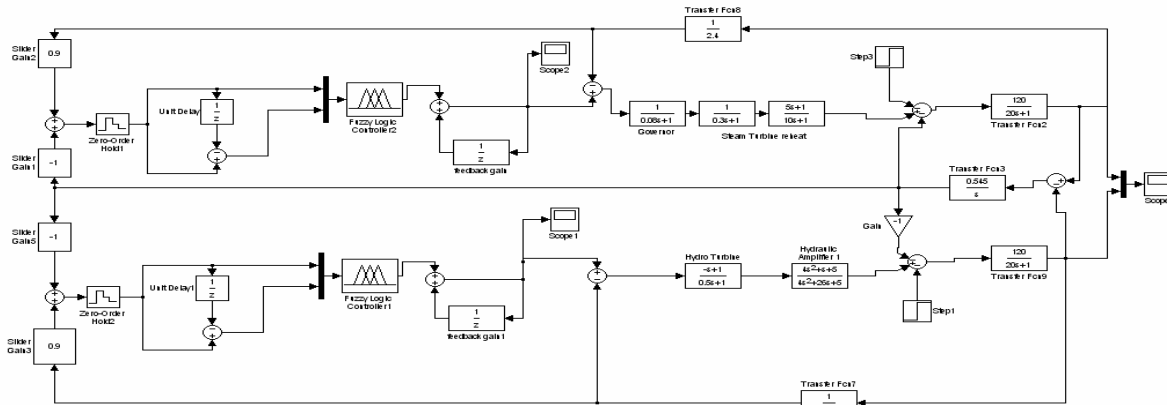 Transfer Fcn8
1
2.4
Slider
Gain2
0.9
Step3
Scope2
Unit Delay
1
z
Fuzzy Logic
Controller2
Zero-Order
Hold1
1
0.08s+1
Governor
1
0.3s+1
5s+1
10s+1
Steam Turbine reheat
120
20s+1
Transfer Fcn2
Slider
Gain1
-1
1
z
feedback gain
Transfer Fcn3
0.545
s
Scope
Slider
Gain5
-1
Scope1
Gain
-1
Hydro Turbine
-s+1
0.5s+1
Hydraulic
Amplifier 1
4s²+s+5
4s²+26s+5
120
20s+1
Transfer Fcn9
Unit Delay1
1
z
Fuzzy Logic
Controller1
Zero-Order
Hold2
1
z
feedback gain1
Step1
Slider
Gain3
0.9
Transfer Fcn7
1